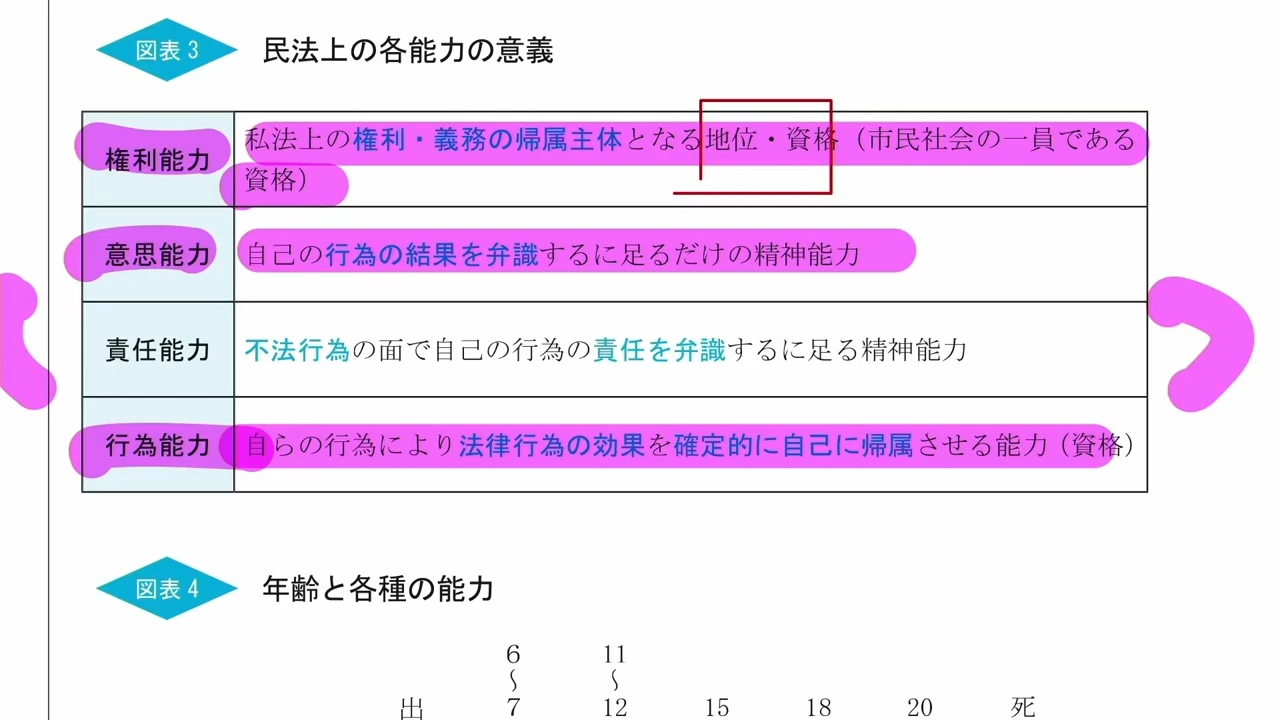 図表 3 民法上の各能力の意義
権利能力 私法上の権利・義務の帰属主体となる地位・資格（市民社会の一員である
資格）
意思能力 自己の行為の結果を弁識するに足るだけの精神能力
責任能力 不法行為の面で自己の行為の責任を弁識するに足る精神能力
行為能力 自らの行為により法律行為の効果を確定的に自己に帰属させる能力（資格）
図表 4 年齢と各種の能力
6 11
〜 〜
出 7 12 15 18 20 死